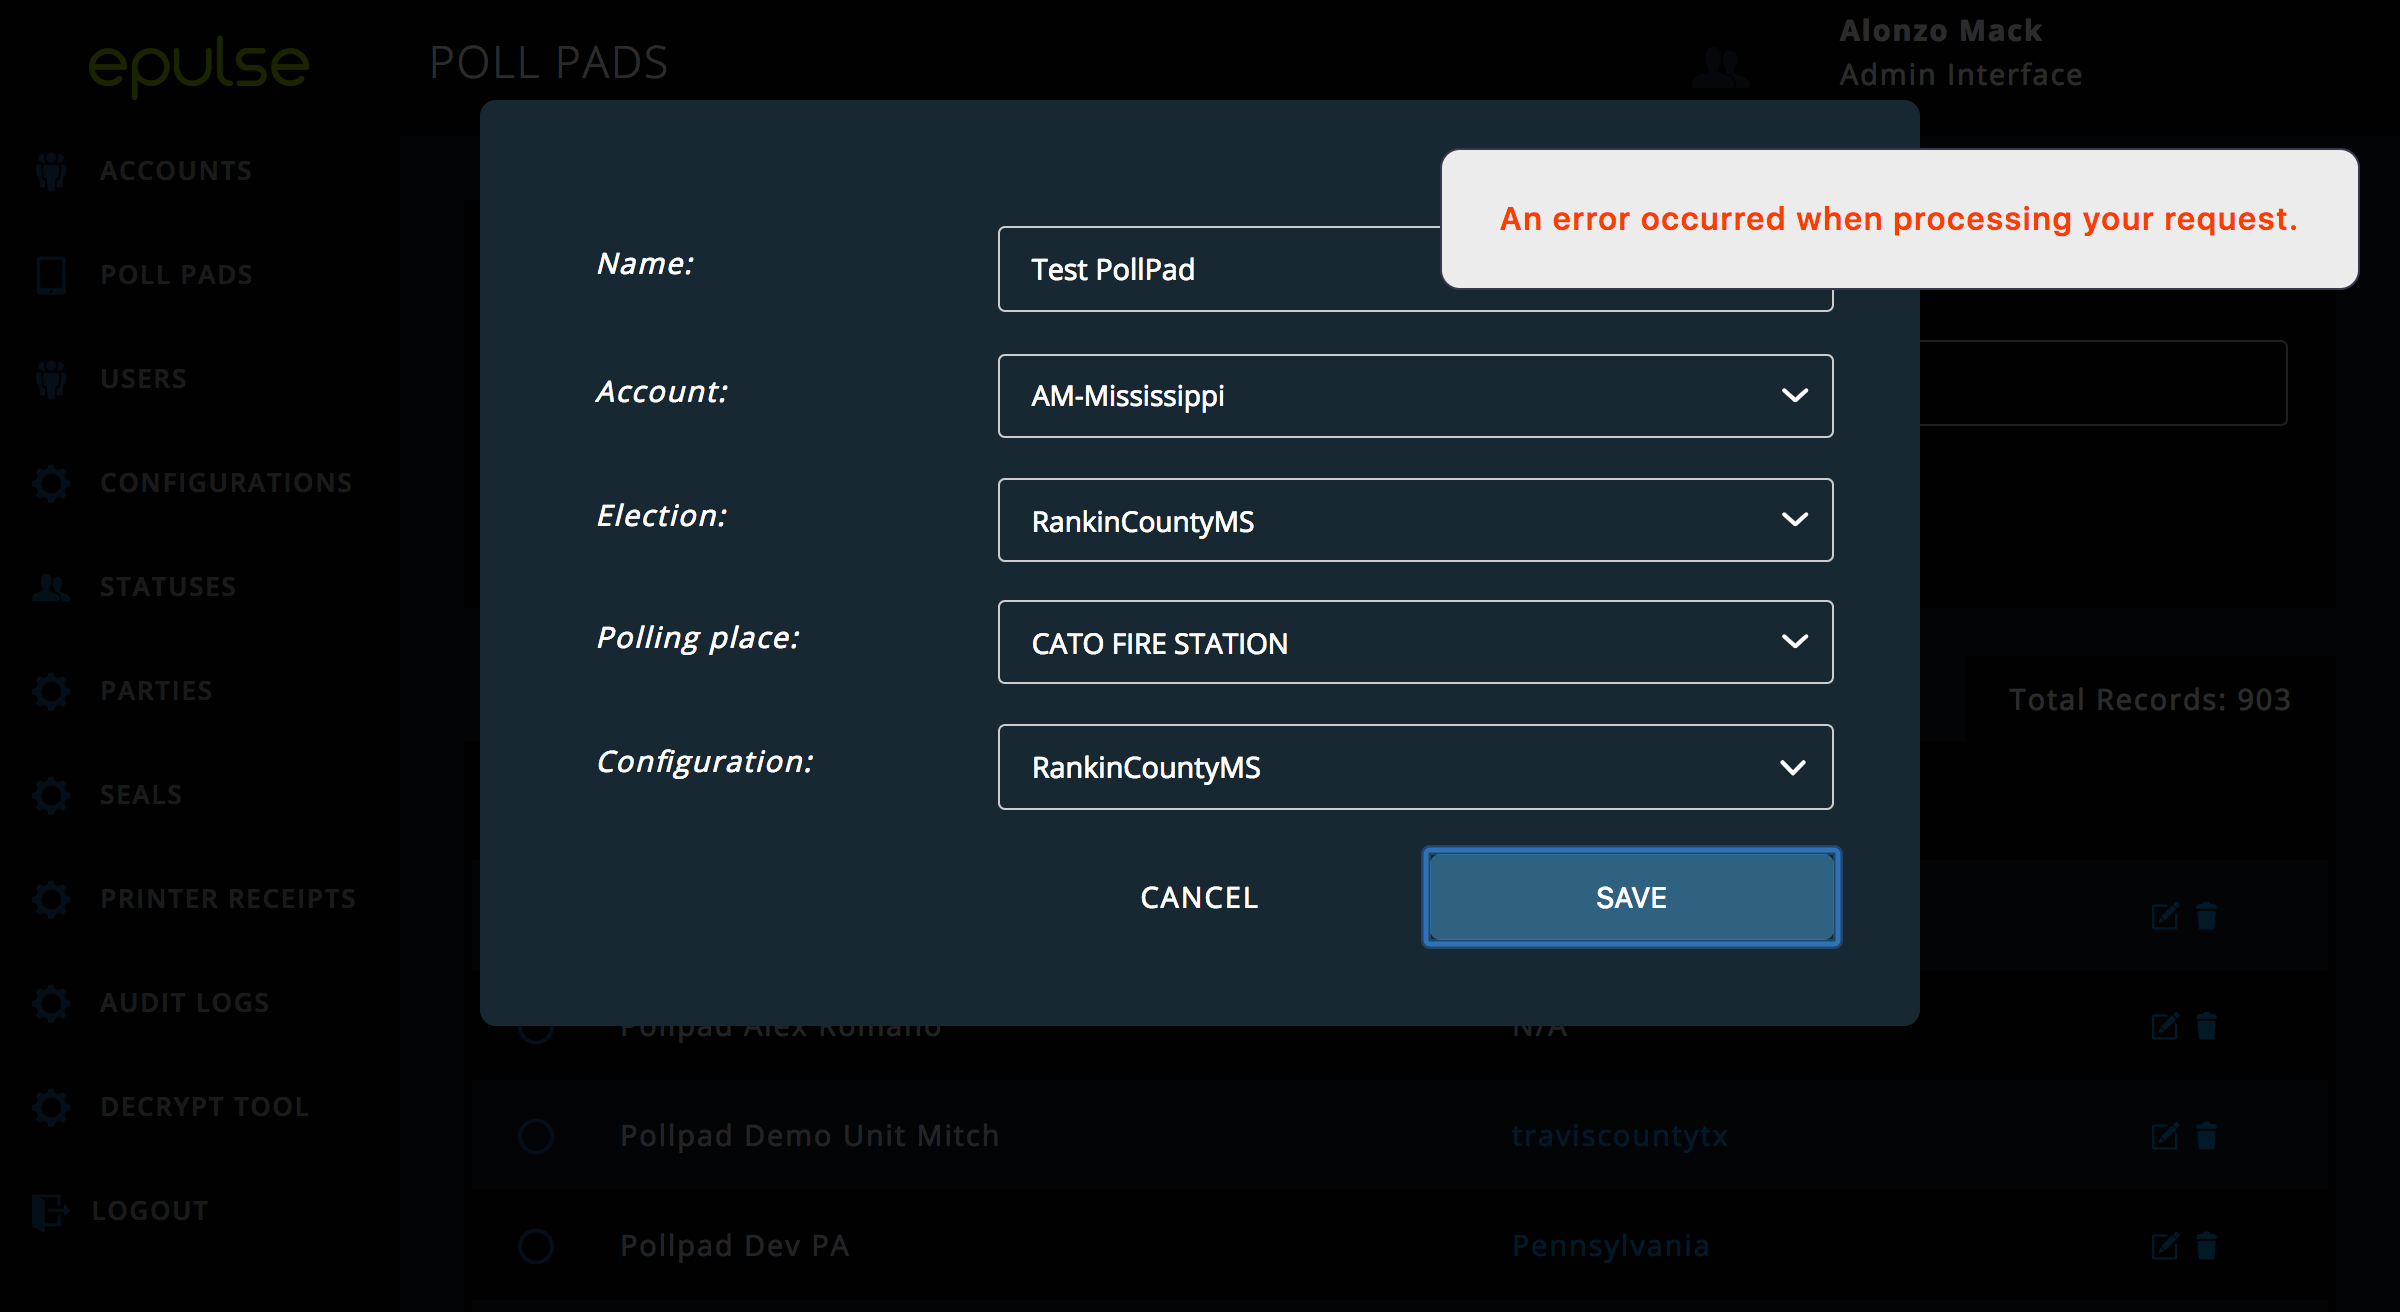 epulse
POLL PADS
Alonzo Mack
Admin Interface
ACCOUNTS
POLL PADS
USERS
CONFIGURATIONS
STATUSES
PARTIES
SEALS
PRINTER RECEIPTS
AUDIT LOGS
DECRYPT TOOL
LOGOUT
An error occurred when processing your request.
Name: Test PollPad
Account: AM-Mississippi
Election: RankinCountyMS
Polling place: CATO FIRE STATION
Configuration: RankinCountyMS
CANCEL SAVE
Total Records: 903
Pollpad Alex Romano N/A
Pollpad Demo Unit Mitch traviscountytx
Pollpad Dev PA Pennsylvania